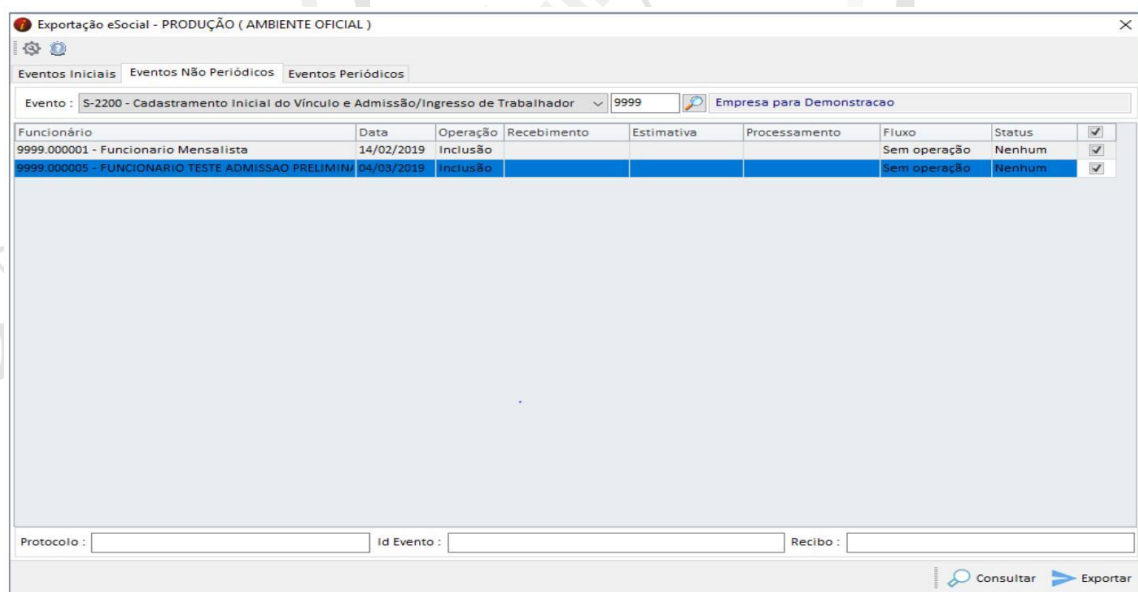 Exportação eSocial - PRODUÇÃO ( AMBIENTE OFICIAL )
Eventos Iniciais Eventos Não Periódicos Eventos Periódicos
Evento : S-2200 - Cadastramento Inicial do Vínculo e Admissão/Ingresso de Trabalhador 9999 Empresa para Demonstracao
Funcionário Data Operação Recebimento Estimativa Processamento Fluxo Status
9999.000001 - Funcionario Mensalista 14/02/2019 Inclusão Sem operação Nenhum
9999.000005 - FUNCIONARIO TESTE ADMISSAO PRELIMIN 04/03/2019 Inclusão Sem operação Nenhum
Protocolo : Id Evento : Recibo :
Consultar Exportar